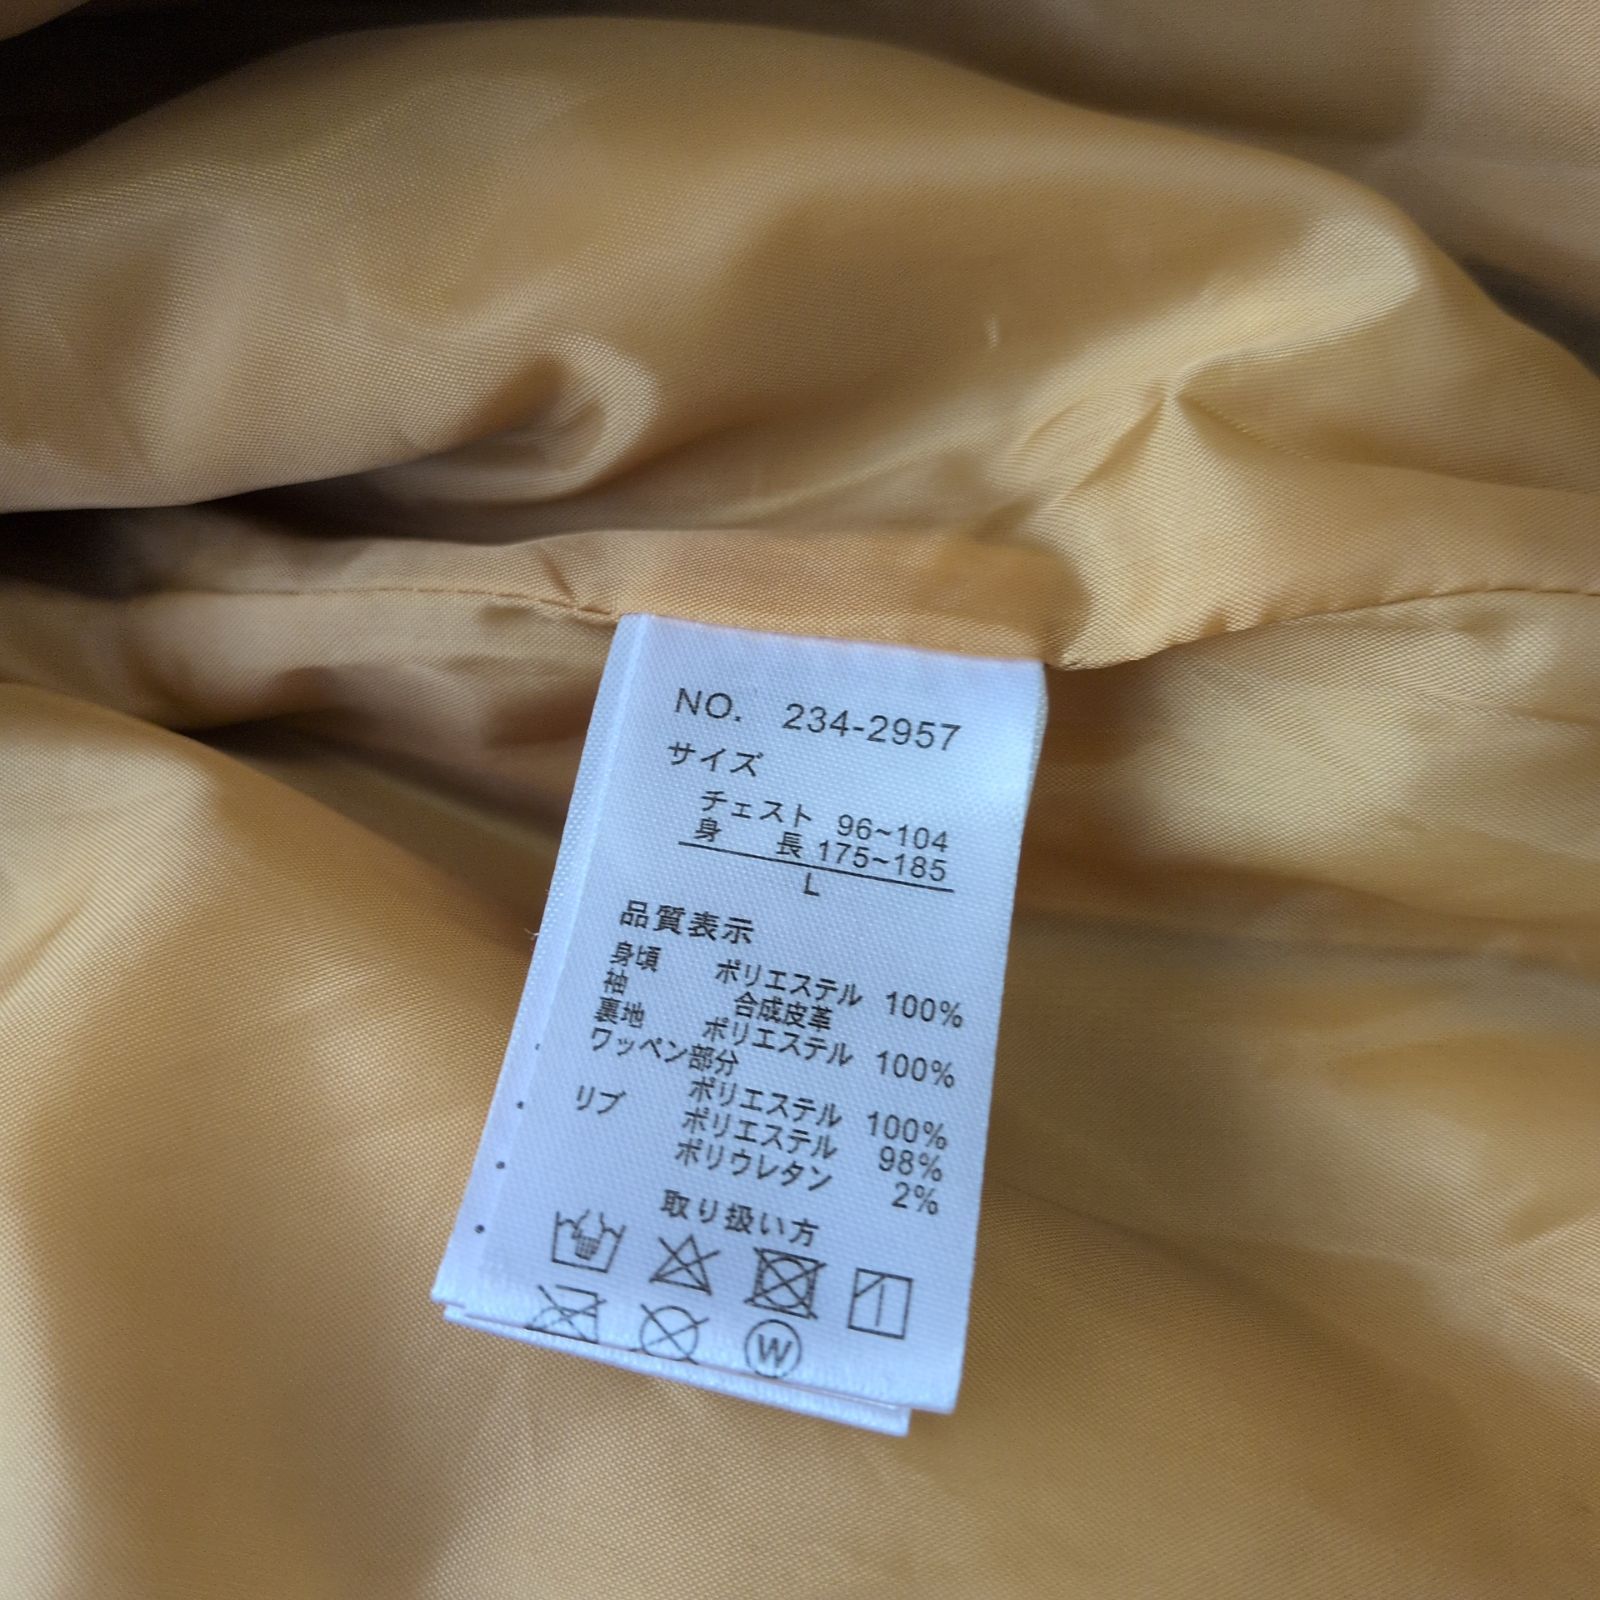 NO. 234-2957
サイズ
チェスト 96~104
身 長 175~185
L
品質表示
身頃 ポリエステル 100%
袖 合成皮革
裏地 ポリエステル 100%
ワッペン部分
ポリエステル 100%
リブ ポリエステル 98%
ポリウレタン 2%
取り扱い方
W